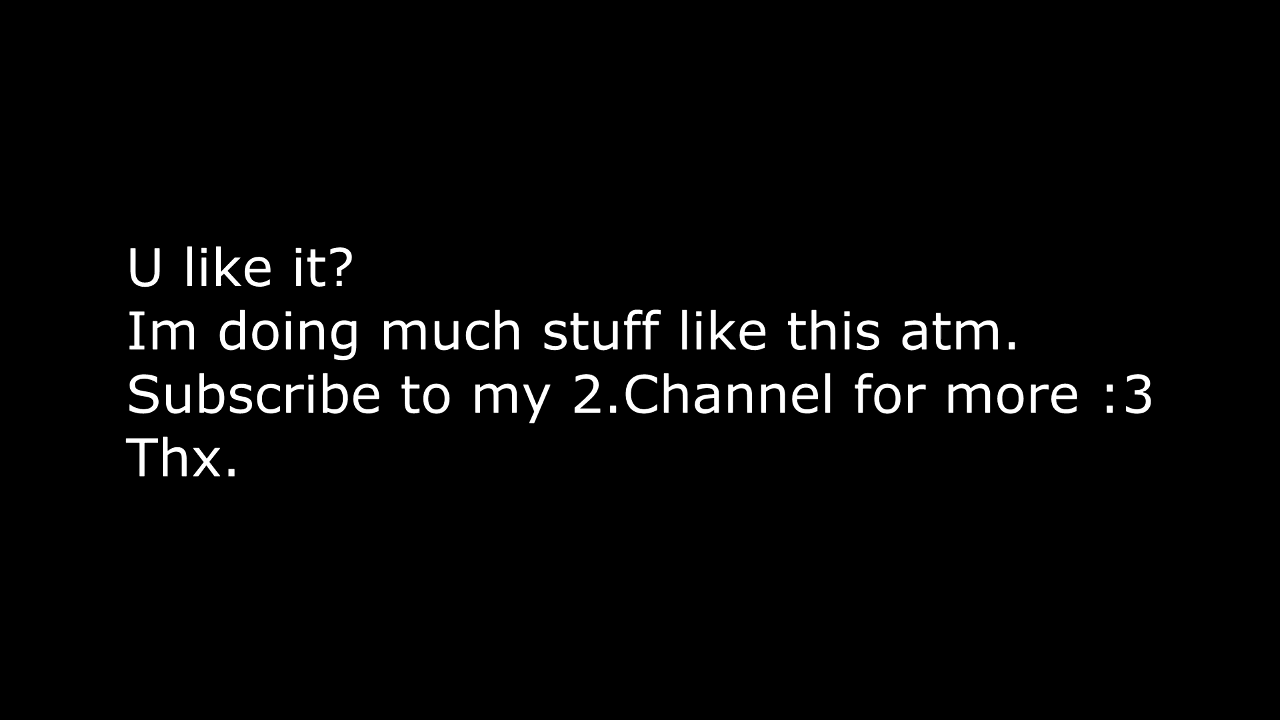 U like it?
Im doing much stuff like this atm.
Subscribe to my 2.Channel for more :3
Thx.